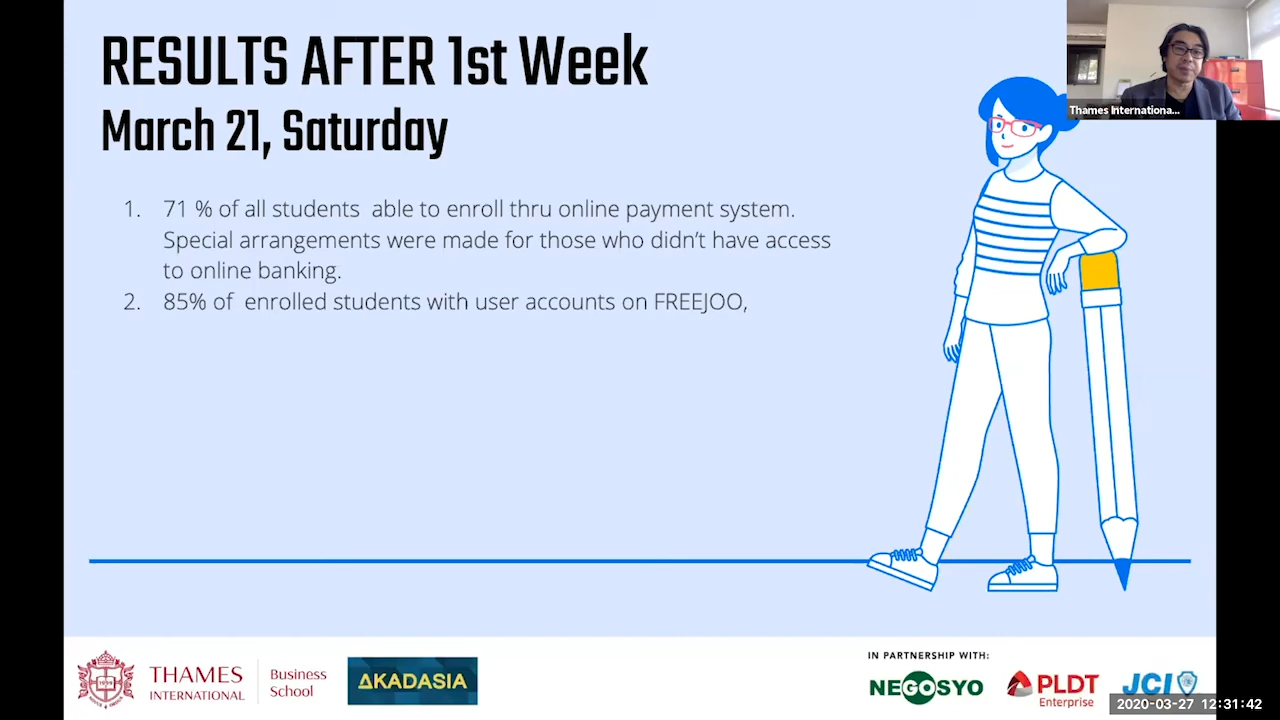 RESULTS AFTER 1st Week
March 21, Saturday
1. 71 % of all students  able to enroll thru online payment system.
Special arrangements were made for those who didn't have access
to online banking.
2. 85% of  enrolled students with user accounts on FREEJOO,
Thames Internationa...
THAMES
INTERNATIONAL
Business
School
ΔKADASIA
IN PARTNERSHIP WITH:
NEGOSYO
PLDT
Enterprise
JCI
2020-03-27 12:31:42